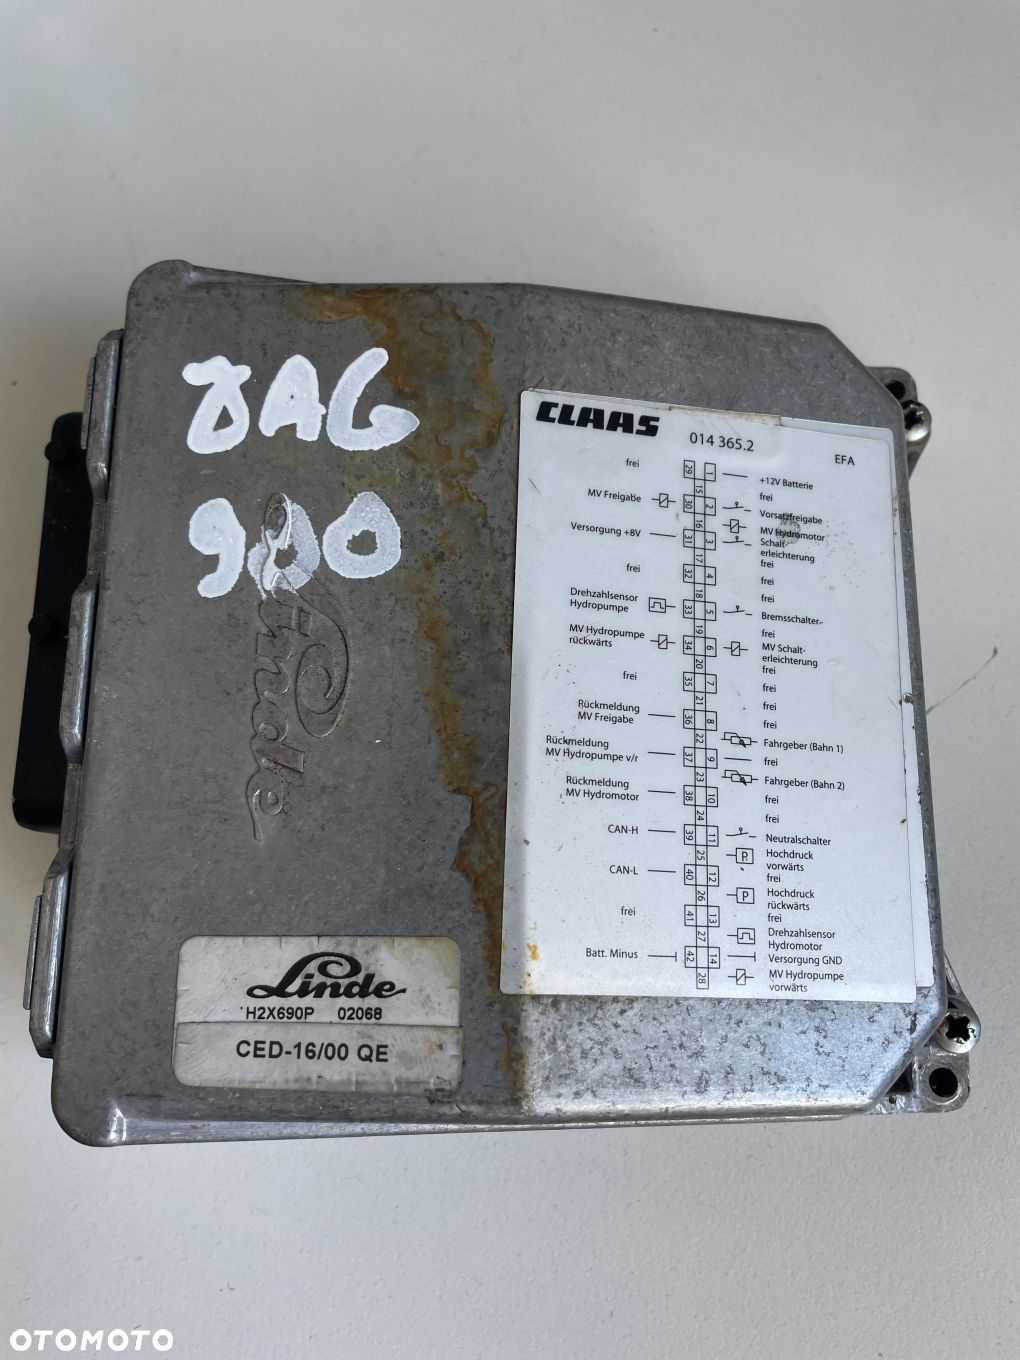 JAG
900
Linde
CLAAS 014 365.2 EFA
frei 29 1 +12V Batterie
15 frei
MV Freigabe 30 2 Vorsatzfreigabe
16 MV Hydromotor
Versorgung +8V 31 3 Schalt-
erleichterung
17 frei
frei 32 4 frei
18 frei
Drehzahlsensor
Hydropumpe 33 5 Bremsschalter
19 frei
MV Hydropumpe
rückwärts 34 6 MV Schalt-
erleichterung
20 frei
frei 35 7 frei
21 frei
Rückmeldung
MV Freigabe 36 8 frei
22 Fahrgeber (Bahn 1)
Rückmeldung
MV Hydropumpe v/r 37 9 frei
23 Fahrgeber (Bahn 2)
Rückmeldung
MV Hydromotor 38 10 frei
24 frei
CAN-H 39 11 Neutralschalter
25 P Hochdruck
vorwärts
CAN-L 40 12 frei
26 P Hochdruck
rückwärts
frei 41 13 frei
27 Drehzahlsensor
Hydromotor
Batt. Minus 42 14 Versorgung GND
28 MV Hydropumpe
vorwärts
Linde
H2X690P 02068
CED-16/00 QE
OTOMOTO